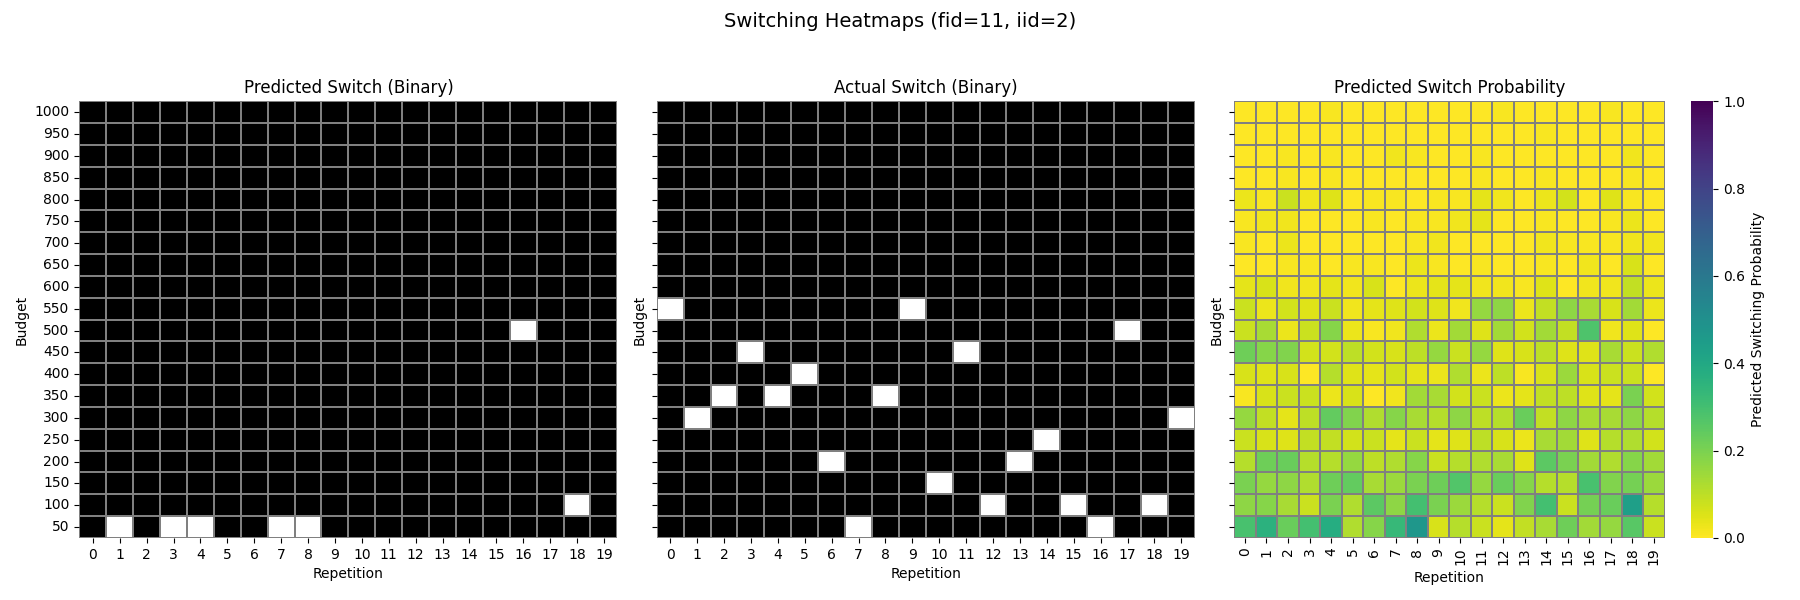 Switching Heatmaps (fid=11, iid=2)
Predicted Switch (Binary)
Budget
1000
950
900
850
800
750
700
650
600
550
500
450
400
350
300
250
200
150
100
50
0 1 2 3 4 5 6 7 8 9 10 11 12 13 14 15 16 17 18 19
Repetition
Actual Switch (Binary)
Budget
0 1 2 3 4 5 6 7 8 9 10 11 12 13 14 15 16 17 18 19
Repetition
Predicted Switch Probability
Budget
0 1 2 3 4 5 6 7 8 9 10 11 12 13 14 15 16 17 18 19
Repetition
1.0
0.8
0.6
0.4
0.2
0.0
Predicted Switching Probability